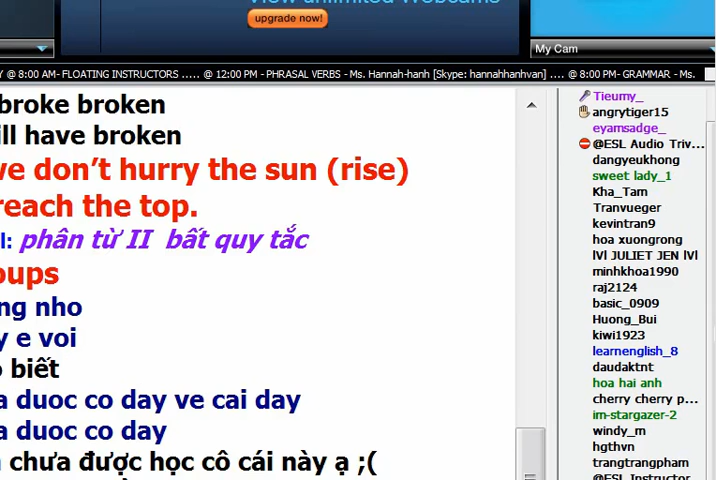 upgrade now!
My Cam
@ 8:00 AM- FLOATING INSTRUCTORS ..... @ 12:00 PM - PHRASAL VERBS - Ms. Hannah-hanh [Skype: hannahhanhvan] .... @ 8:00 PM- GRAMMAR - Ms.
broke broken
ill have broken
ve don’t hurry the sun (rise)
reach the top.
l: phân từ II bất quy tắc
oups
ng nho
y e voi
o biết
a duoc co day ve cai day
a duoc co day
chưa được học cô cái này ạ ;(
Tieumy_
angrytiger15
eyamsadge_
@ESL Audio Triv...
dangyeukhong
sweet lady_1
Kha_Tam
Tranvueger
kevintran9
hoa xuongrong
lVl JULIET JEN lVl
minhkhoa1990
raj2124
basic_0909
Huong_Bui
kiwi1923
learnenglish_8
daudaktnt
hoa hai anh
cherry cherry p...
im-stargazer-2
windy_m
hgthvn
trangtrangpham
@ESL Instructor